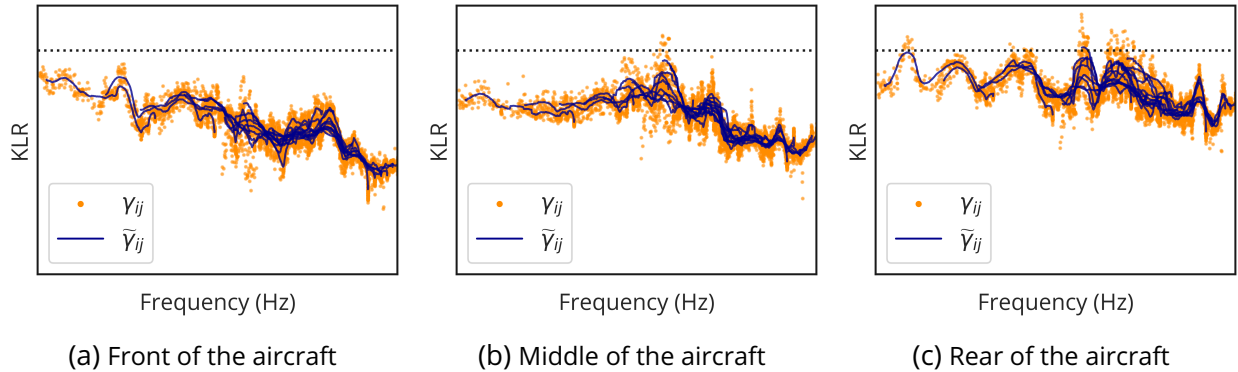 KLR
γij
γ̃ij
Frequency (Hz)
(a) Front of the aircraft
KLR
γij
γ̃ij
Frequency (Hz)
(b) Middle of the aircraft
KLR
γij
γ̃ij
Frequency (Hz)
(c) Rear of the aircraft